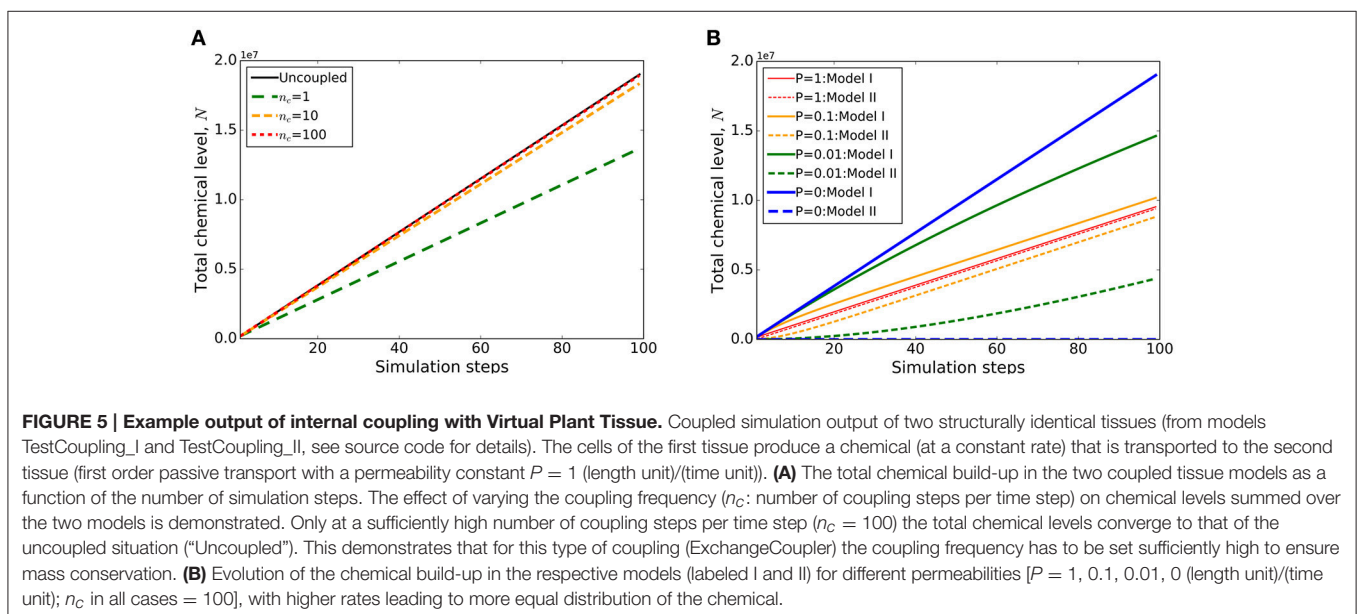 A
1e7
2.0
1.5
1.0
0.5
0.0
Total chemical level, N
Uncoupled
n_c=1
n_c=10
n_c=100
20
40
60
80
100
Simulation steps
B
1e7
2.0
1.5
1.0
0.5
0.0
Total chemical level, N
P=1:Model I
P=1:Model II
P=0.1:Model I
P=0.1:Model II
P=0.01:Model I
P=0.01:Model II
P=0:Model I
P=0:Model II
20
40
60
80
100
Simulation steps
FIGURE 5 | Example output of internal coupling with Virtual Plant Tissue. Coupled simulation output of two structurally identical tissues (from models
TestCoupling_I and TestCoupling_II, see source code for details). The cells of the first tissue produce a chemical (at a constant rate) that is transported to the second
tissue (first order passive transport with a permeability constant P = 1 (length unit)/(time unit)). (A) The total chemical build-up in the two coupled tissue models as a
function of the number of simulation steps. The effect of varying the coupling frequency (n_C: number of coupling steps per time step) on chemical levels summed over
the two models is demonstrated. Only at a sufficiently high number of coupling steps per time step (n_C = 100) the total chemical levels converge to that of the
uncoupled situation (“Uncoupled”). This demonstrates that for this type of coupling (ExchangeCoupler) the coupling frequency has to be set sufficiently high to ensure
mass conservation. (B) Evolution of the chemical build-up in the respective models (labeled I and II) for different permeabilities [P = 1, 0.1, 0.01, 0 (length unit)/(time
unit); n_C in all cases = 100], with higher rates leading to more equal distribution of the chemical.